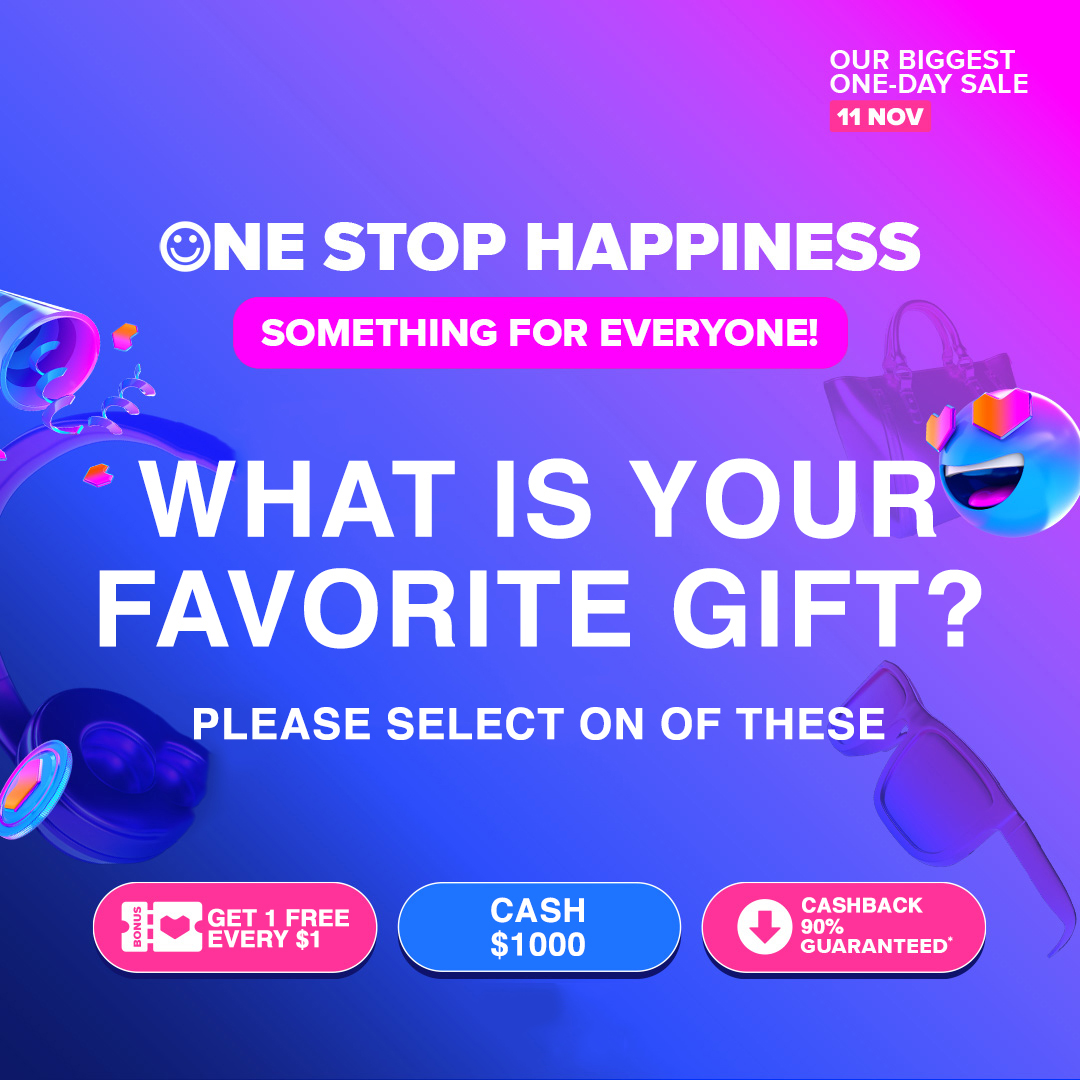 OUR BIGGEST
ONE-DAY SALE
11 NOV
ONE STOP HAPPINESS
SOMETHING FOR EVERYONE!
WHAT IS YOUR
FAVORITE GIFT?
PLEASE SELECT ON OF THESE
BONUS
GET 1 FREE
EVERY $1
CASH
$1000
CASHBACK
90%
GUARANTEED*